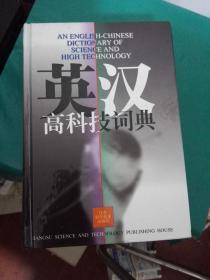 AN ENGLISH-CHINESE
DICTIONARY OF
SCIENCE AND
HIGH TECHNOLOGY
英汉
高科技词典
JIANGSU SCIENCE AND TECHNOLOGY PUBLISHING HOUSE